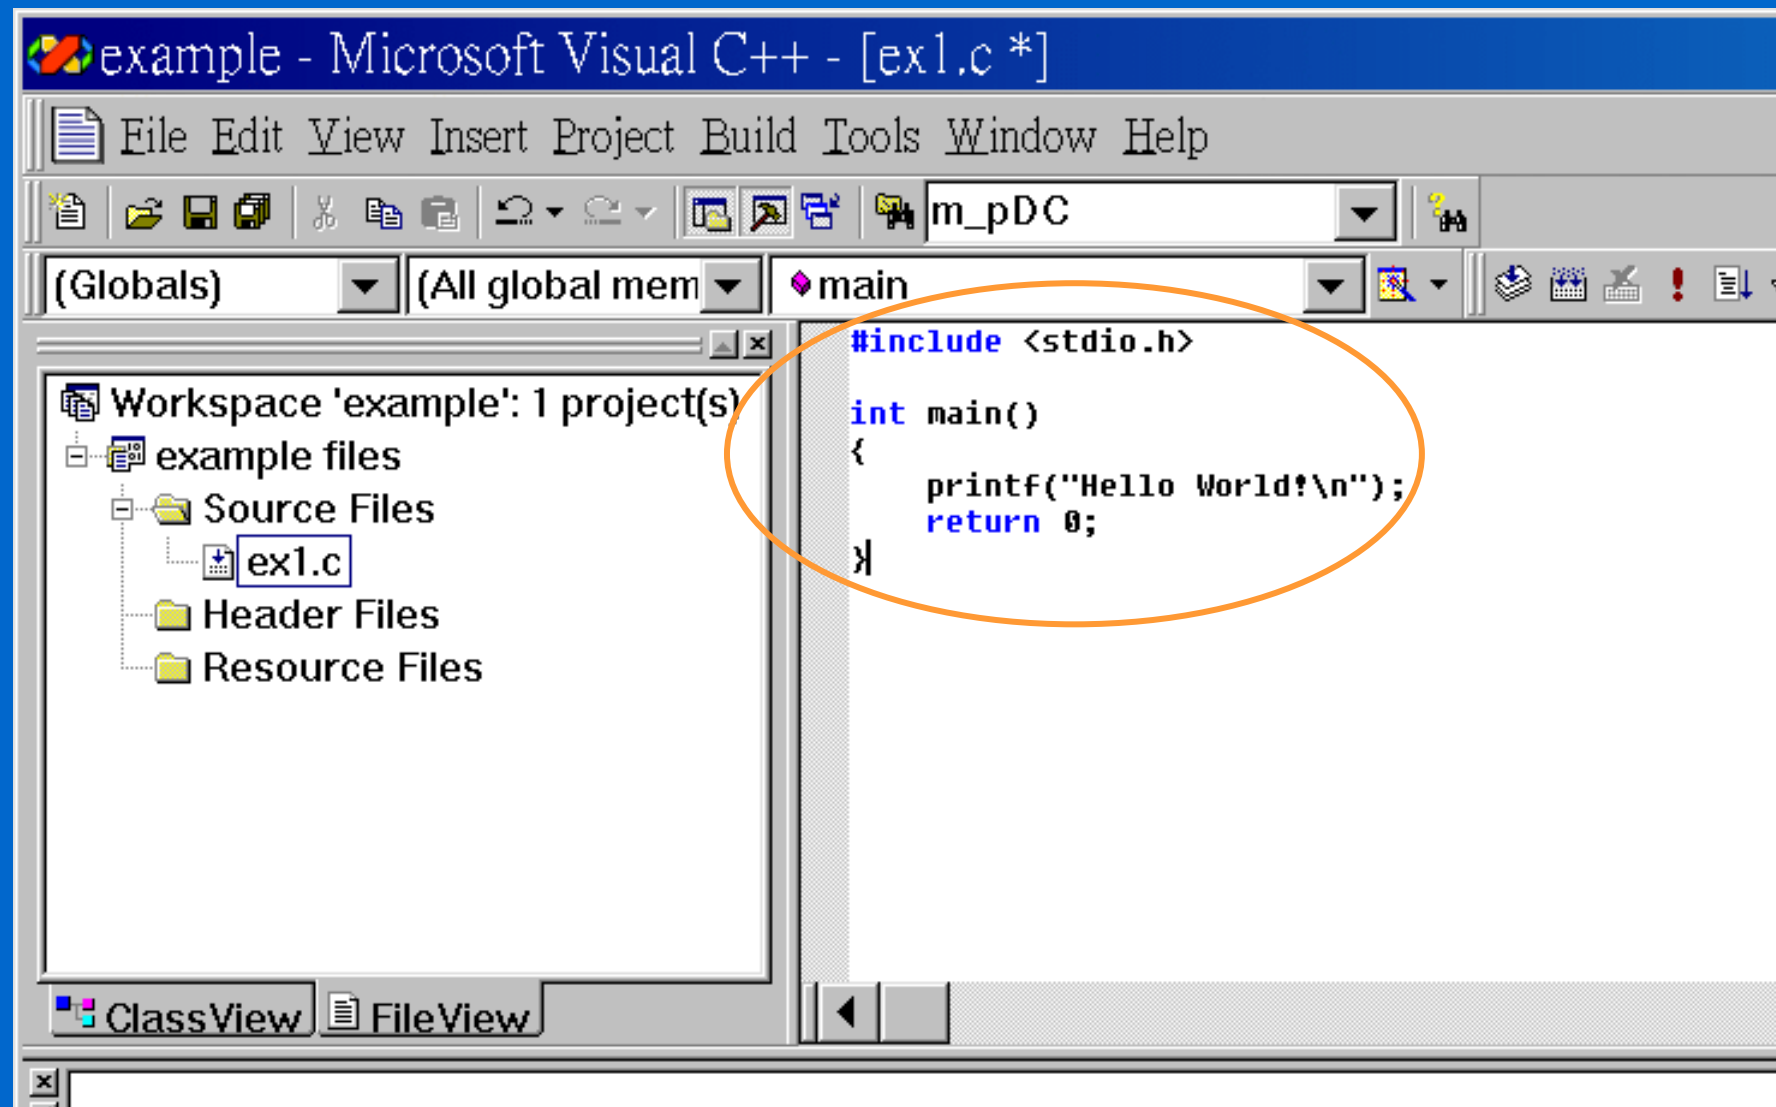 example - Microsoft Visual C++ - [ex1.c *]
File Edit View Insert Project Build Tools Window Help
m_pDC
(Globals) (All global mem main
Workspace 'example': 1 project(s)
example files
Source Files
ex1.c
Header Files
Resource Files
ClassView FileView
#include <stdio.h>
int main()
{
    printf("Hello World!\n");
    return 0;
}